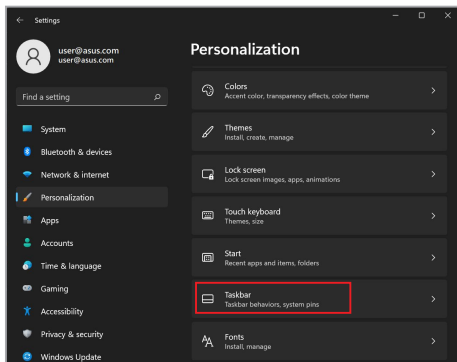 Settings
user@asus.com
user@asus.com
Find a setting
System
Bluetooth & devices
Network & internet
Personalization
Apps
Accounts
Time & language
Gaming
Accessibility
Privacy & security
Windows Update
Personalization
Colors
Accent color, transparency effects, color theme
Themes
Install, create, manage
Lock screen
Lock screen images, apps, animations
Touch keyboard
Themes, size
Start
Recent apps and items, folders
Taskbar
Taskbar behaviors, system pins
Fonts
Install, manage